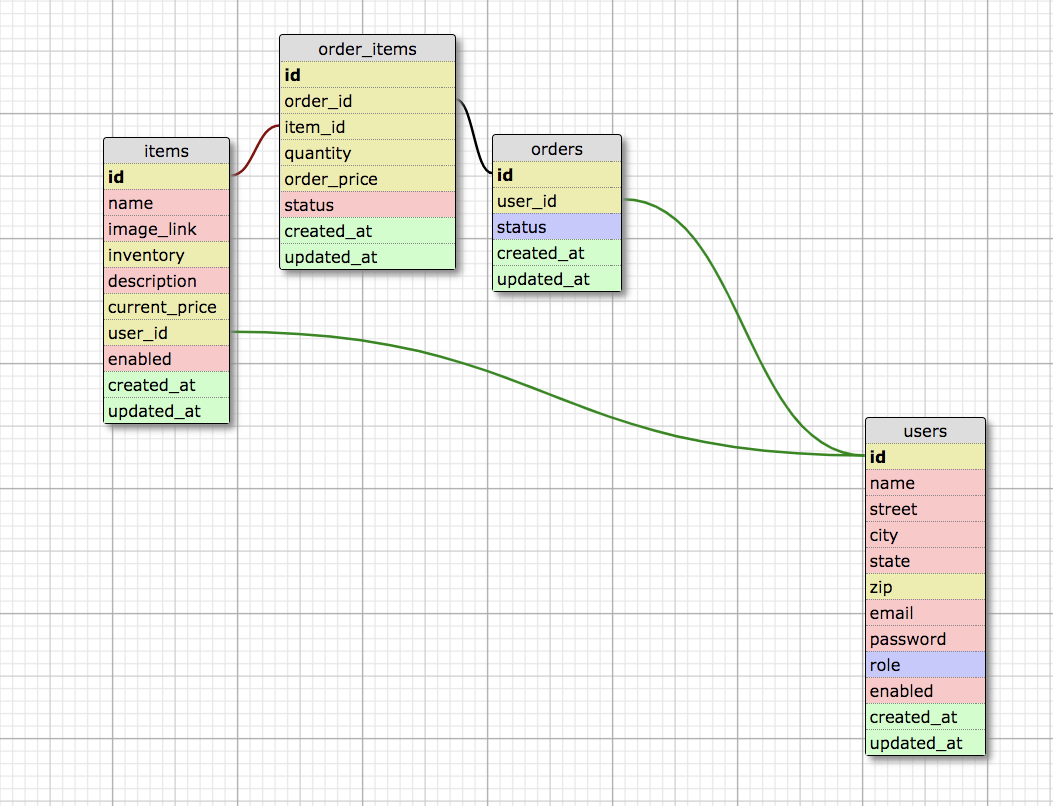 order_items
id
order_id
item_id
quantity
order_price
status
created_at
updated_at
items
id
name
image_link
inventory
description
current_price
user_id
enabled
created_at
updated_at
orders
id
user_id
status
created_at
updated_at
users
id
name
street
city
state
zip
email
password
role
enabled
created_at
updated_at